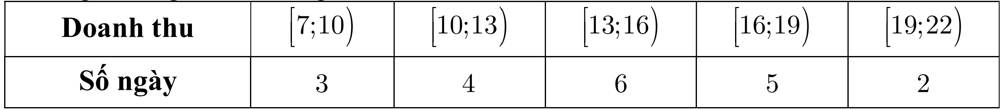 Doanh thu [7;10) [10;13) [13;16) [16;19) [19;22)
Số ngày 3 4 6 5 2